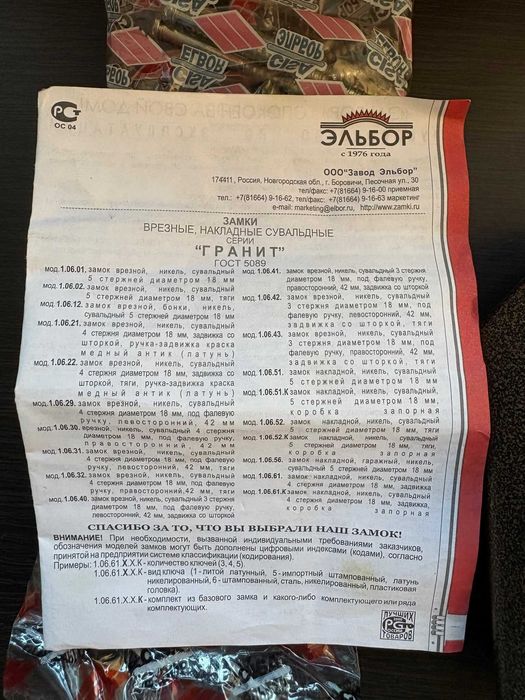 ЭЛЬБОР
CISA
ЭЛЬБОР
ELBOR
CISA
РСТ
ОС 04
ЭЛЬБОР
с 1976 года
ООО"Завод Эльбор"
174411, Россия, Новгородская обл., г. Боровичи, Песочная ул., 30
тел/факс: +7(81664) 9-16-00 приемная
тел.: +7(81664) 9-16-62, тел/факс: +7(81664) 9-16-63 маркетинг
e-mail: marketing@elbor.ru, http://www.zamki.ru
ЗАМКИ
ВРЕЗНЫЕ, НАКЛАДНЫЕ СУВАЛЬДНЫЕ
СЕРИИ
"ГРАНИТ"
ГОСТ 5089
мод.1.06.01, замок врезной, никель, сувальдный
5 стержней диаметром 18 мм
мод.1.06.02. замок врезной, никель, сувальдный
5 стержней диаметром 18 мм, тяги
мод.1.06.12. замок врезной, бонки, никель,
сувальдный 5 стержней диаметром 18 мм
мод.1.06.21. замок врезной, никель, сувальдный
4 стержня диаметром 18 мм, задвижка со
шторкой, ручка-задвижка краска
медный антик (латунь)
мод.1.06.22. замок врезной, никель, сувальдный
4 стержня диаметром 18 мм, задвижка со
шторкой, тяги, ручка-задвижка краска
медный антик (латунь)
мод.1.06.29. замок врезной, никель, сувальдный
4 стержня диаметром 18 мм, под фалевую
ручку, левосторонний, 42 мм
мод.1.06.30. врезной, никель, сувальдный 4 стержня
диаметром 18 мм, под фалевую ручку,
правосторонний, 42 мм
мод.1.06.31. замок врезной, никель, сувальдный
4 стержня диаметром 18 мм, под фалевую
ручку, левосторонний, 42 мм, тяги
мод.1.06.32. замок врезной, никель, сувальдный
4 стержня диаметром 18 мм, под фалевую
ручку, правосторонний,42 мм, тяги
мод.1.06.40. замок врезной, никель, сувальдный 3 стержня
диаметром 18 мм, под фалевую ручку,
левосторонний, 42 мм, задвижка со шторкой
мод.1.06.41. замок врезной, никель, сувальдный 3 стержня
диаметром 18 мм, под фалевую ручку,
правосторонний, 42 мм, задвижка со шторкой
мод.1.06.42. замок врезной, никель, сувальдный
3 стержня диаметром 18 мм, под
фалевую ручку, левосторонний, 42 мм,
задвижка со шторкой, тяги
мод.1.06.43. замок врезной, никель, сувальдный
3 стержня диаметром 18 мм, под
фалевую ручку, правосторонний, 42 мм,
задвижка со шторкой, тяги
мод.1.06.51. замок накладной, никель, сувальдный
5 стержней диаметром 18 мм
мод.1.06.51.К замок накладной, никель, сувальдный,
5 стержней диаметром 18 мм,
коробка запорная
мод.1.06.52. замок накладной, никель, сувальдный
5 стержней диаметром 18 мм, тяги
мод.1.06.52.К замок накладной, никель, сувальдный
5 стержней диаметром 18 мм, тяги,
коробка запорная
мод.1.06.56. замок накладной, гаражный, никель,
сувальдный 5 стержней диаметром 18 мм
мод.1.06.61. замок накладной, никель, сувальдный
4 стержня диаметром 18 мм, задвижка
мод.1.06.61.К замок накладной, никель, сувальдный
4 стержня диаметром 18 мм, задвижка,
коробка запорная
СПАСИБО ЗА ТО, ЧТО ВЫ ВЫБРАЛИ НАШ ЗАМОК!
ВНИМАНИЕ! При необходимости, вызванной индивидуальными требованиями заказчиков,
обозначения моделей замков могут быть дополнены цифровыми индексами (кодами), согласно
принятой на предприятии системе классификации (кодирования).
Примеры: 1.06.61.Х.Х.К-количество ключей (3, 4, 5)
1.06.61.Х.Х.К-вид ключа (1-литой латунный, 5-импортный штампованный, латунь
никелированный, 6-штампованный, сталь, никелированный, пластиковая
головка).
1.06.61.Х.Х.К-комплект из базового замка и какого-либо комплектующего или ряда
комплектующих.
ЛУЧШИХ
ТОВАРОВ